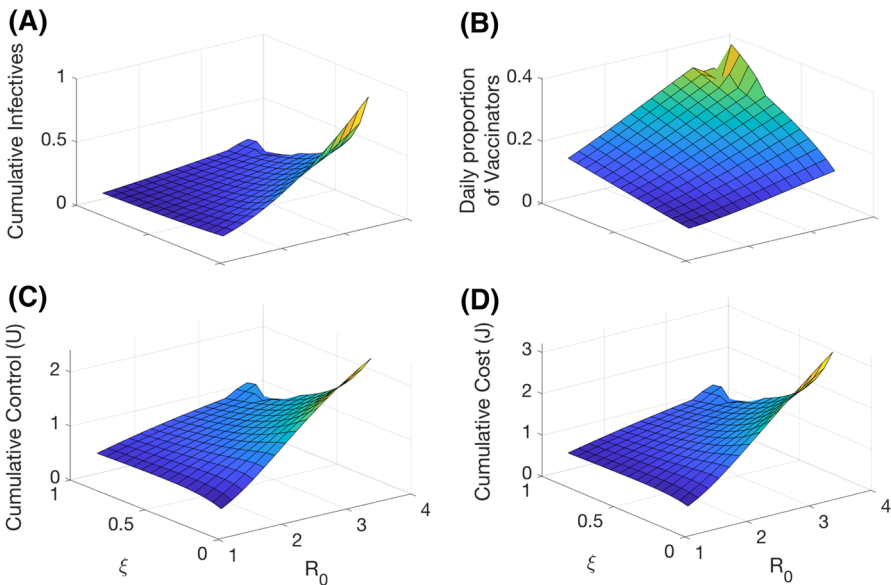 (A)
Cumulative Infectives
1
0.5
0
(B)
Daily proportion
of Vaccinators
0.4
0.2
0
(C)
Cumulative Control (U)
2
1
0
1
0.5
0
ξ
1
2
3
4
R0
(D)
Cumulative Cost (J)
3
2
1
0
1
0.5
0
ξ
1
2
3
4
R0